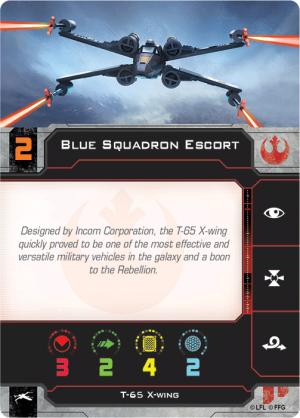 2 Blue Squadron Escort
Designed by Incom Corporation, the T-65 X-wing
quickly proved to be one of the most effective and
versatile military vehicles in the galaxy and a boon
to the Rebellion.
3 2 4 2
T-65 X-wing
©LFL ©FFG